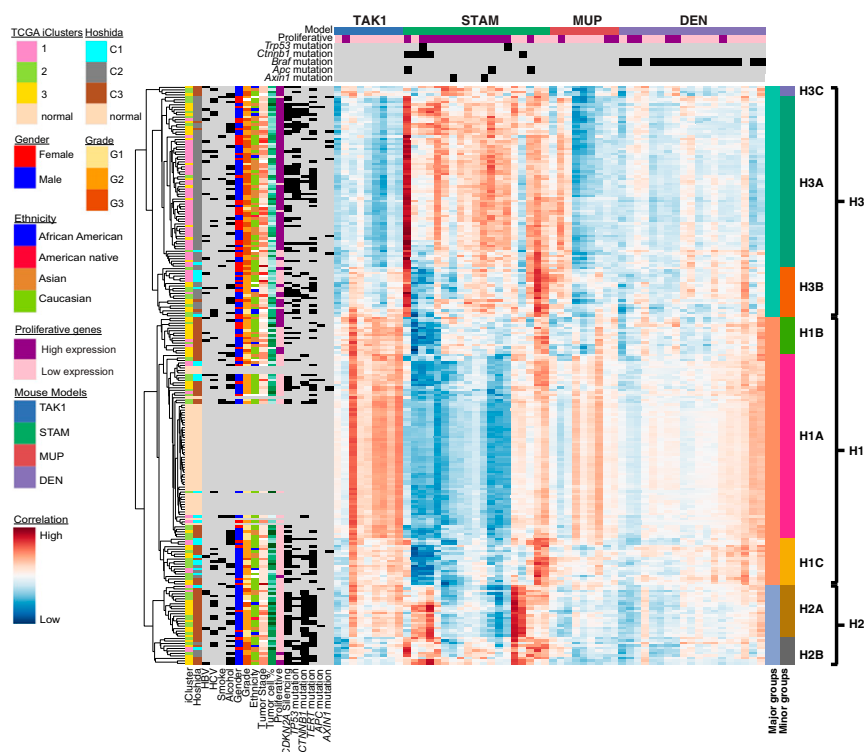 TAK1 STAM MUP DEN
Model
Proliferative
Trp53 mutation
Ctnnb1 mutation
Braf mutation
Apc mutation
Axin1 mutation
TCGA iClusters
1
2
3
normal
Hoshida
C1
C2
C3
normal
Gender
Female
Male
Grade
G1
G2
G3
Ethnicity
African American
American native
Asian
Caucasian
Proliferative genes
High expression
Low expression
Mouse Models
TAK1
STAM
MUP
DEN
Correlation
High
Low
H3C
H3A
H3B
H1B
H1A
H1C
H2A
H2B
H3
H1
H2
iCluster
Hoshida
HBV
HCV
Smoke
Alcohol
Gender
Grade
Ethnicity
Tumor Stage
Tumor cell %
Proliferative
CDKN2A Silencing
TP53 mutation
CTNNB1 mutation
TERT mutation
APC mutation
AXIN1 mutation
Major groups
Minor groups